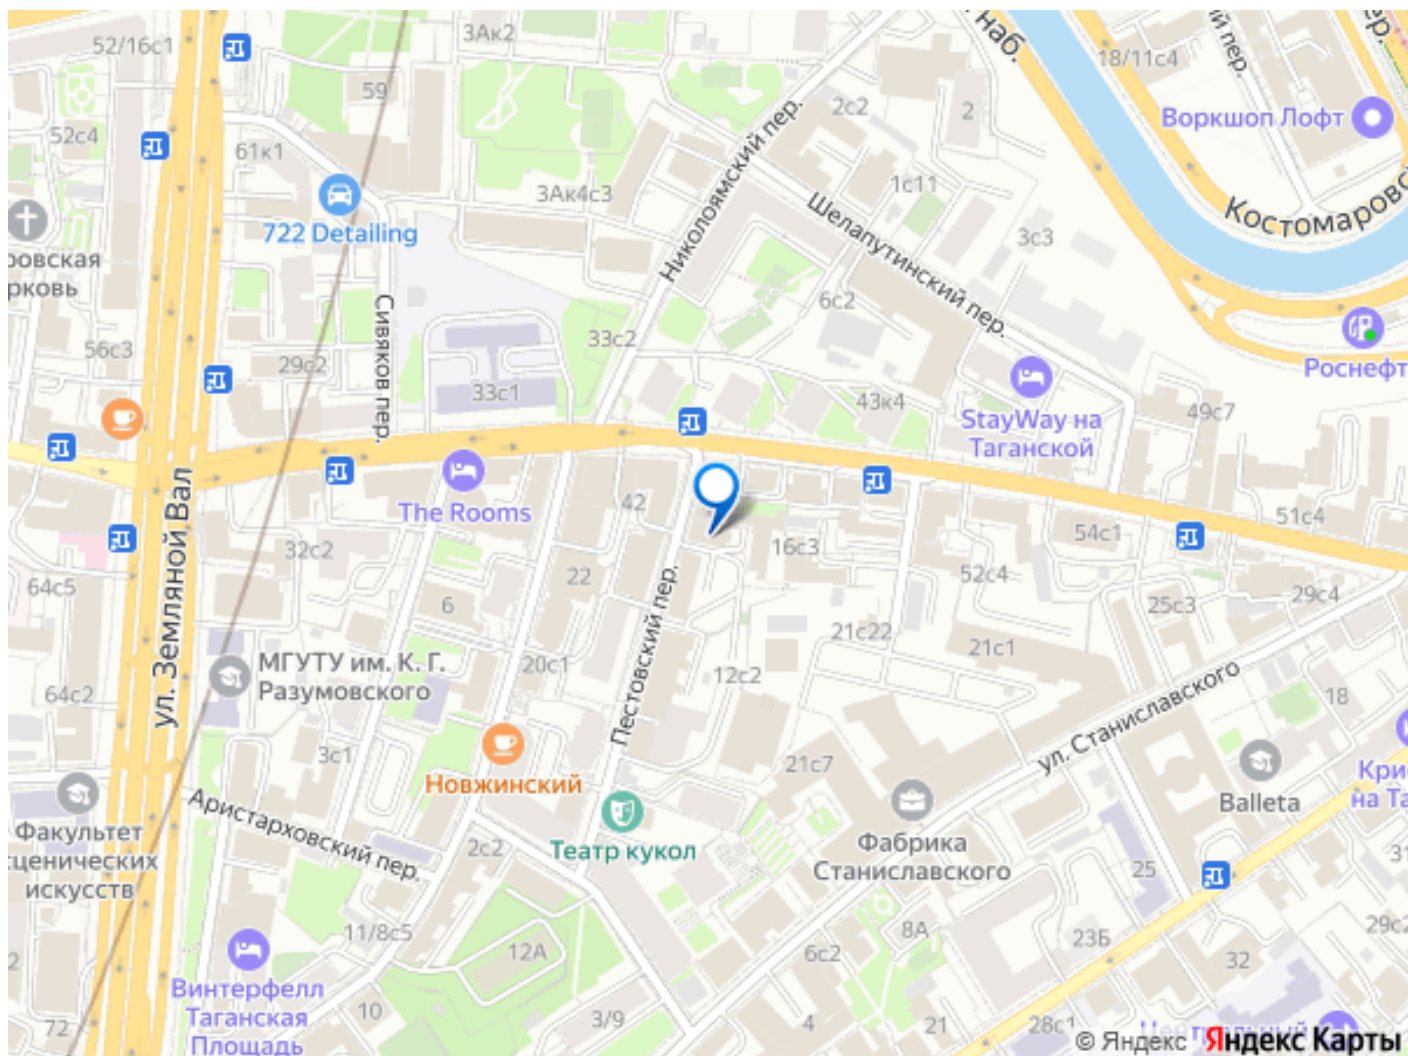 наб.
пер.
пер.
52/16с1
3Ак2
18/11с4
59
2с2
2
Воркшоп Лофт
52с4
61к1
Николоямский пер.
3Ак4с3
1с11
Шелапутинский пер.
Костомаровс
722 Detailing
3с3
ровская
рковь
6с2
Сивяков пер.
33с2
56с3
29с2
Роснефт
33с1
43к4
49с7
StayWay на
Таганской
The Rooms
42
51с4
ул. Земляной Вал
54с1
32с2
16с3
64с5
22
52с4
6
25с3
29с4
Пестовский пер.
21с22
21с1
МГУТУ им. К. Г.
Разумовского
20с1
12с2
64с2
18
ул. Станиславского
3с1
21с7
Новжинский
Кри
на Та
Balleta
Аристарховский пер.
Факультет
сценических
искусств
2с2
Театр кукол
Фабрика
Станиславского
25
31
11/8с5
8А
29с2
12А
23Б
6с2
32
Винтерфелл
Таганская
Площадь
2
10
72
3/9
4
21
28с1
Центральный
© Яндекс Яндекс Карты